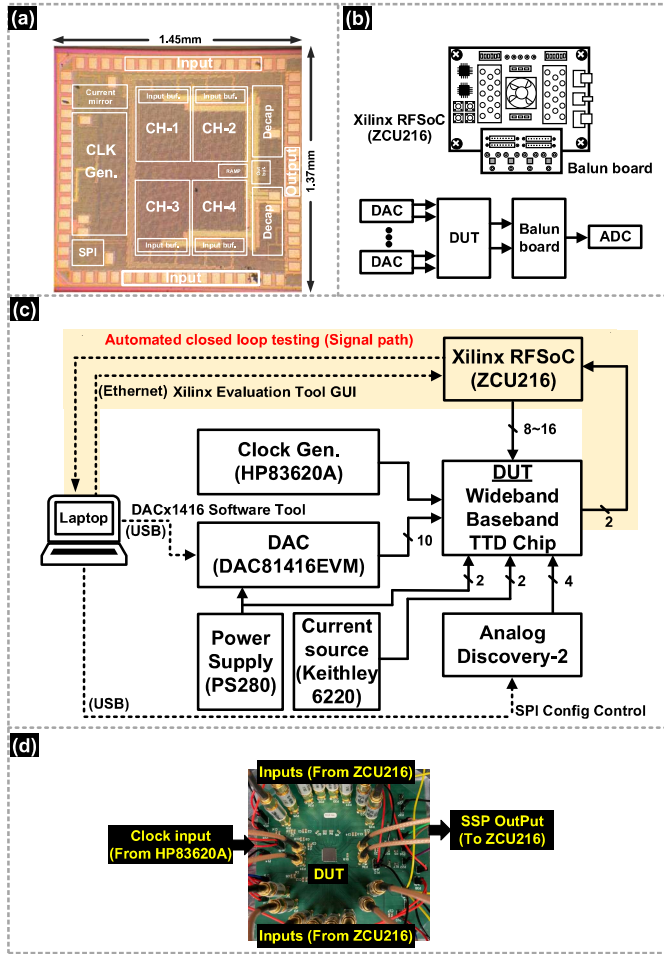 (a)
1.45mm
Input
Current
mirror
Input buf.
Input buf.
CH-1
CH-2
Decap
CLK
Gen.
RAMP
Output
1.37mm
CH-3
CH-4
Decap
SPI
Input buf.
Input buf.
Input
(b)
Xilinx RFSoC
(ZCU216)
Balun board
DAC
DAC
DUT
Balun
board
ADC
(c)
Automated closed loop testing (Signal path)
(Ethernet)
Xilinx Evaluation Tool GUI
Xilinx RFSoC
(ZCU216)
8~16
Clock Gen.
(HP83620A)
DUT
Wideband
Baseband
TTD Chip
2
Laptop
DACx1416 Software Tool
(USB)
DAC
(DAC81416EVM)
10
2
2
4
Power
Supply
(PS280)
Current
source
(Keithley
6220)
Analog
Discovery-2
(USB)
SPI Config Control
(d)
Inputs (From ZCU216)
Clock input
(From HP83620A)
SSP OutPut
(To ZCU216)
DUT
Inputs (From ZCU216)